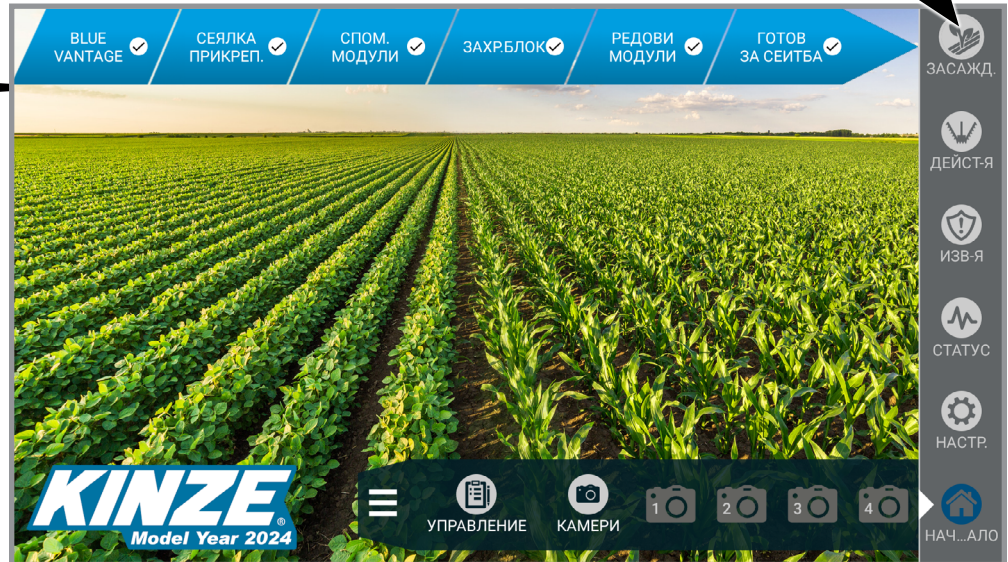 BLUE
VANTAGE
СЕЯЛКА
ПРИКРЕП.
СПОМ.
МОДУЛИ
ЗАХР.БЛОК
РЕДОВИ
МОДУЛИ
ГОТОВ
ЗА СЕИТБА
ЗАСАЖД.
ДЕЙСТ-Я
ИЗВ-Я
СТАТУС
НАСТР.
НАЧ...АЛО
KINZE®
Model Year 2024
УПРАВЛЕНИЕ
КАМЕРИ
1
2
3
4